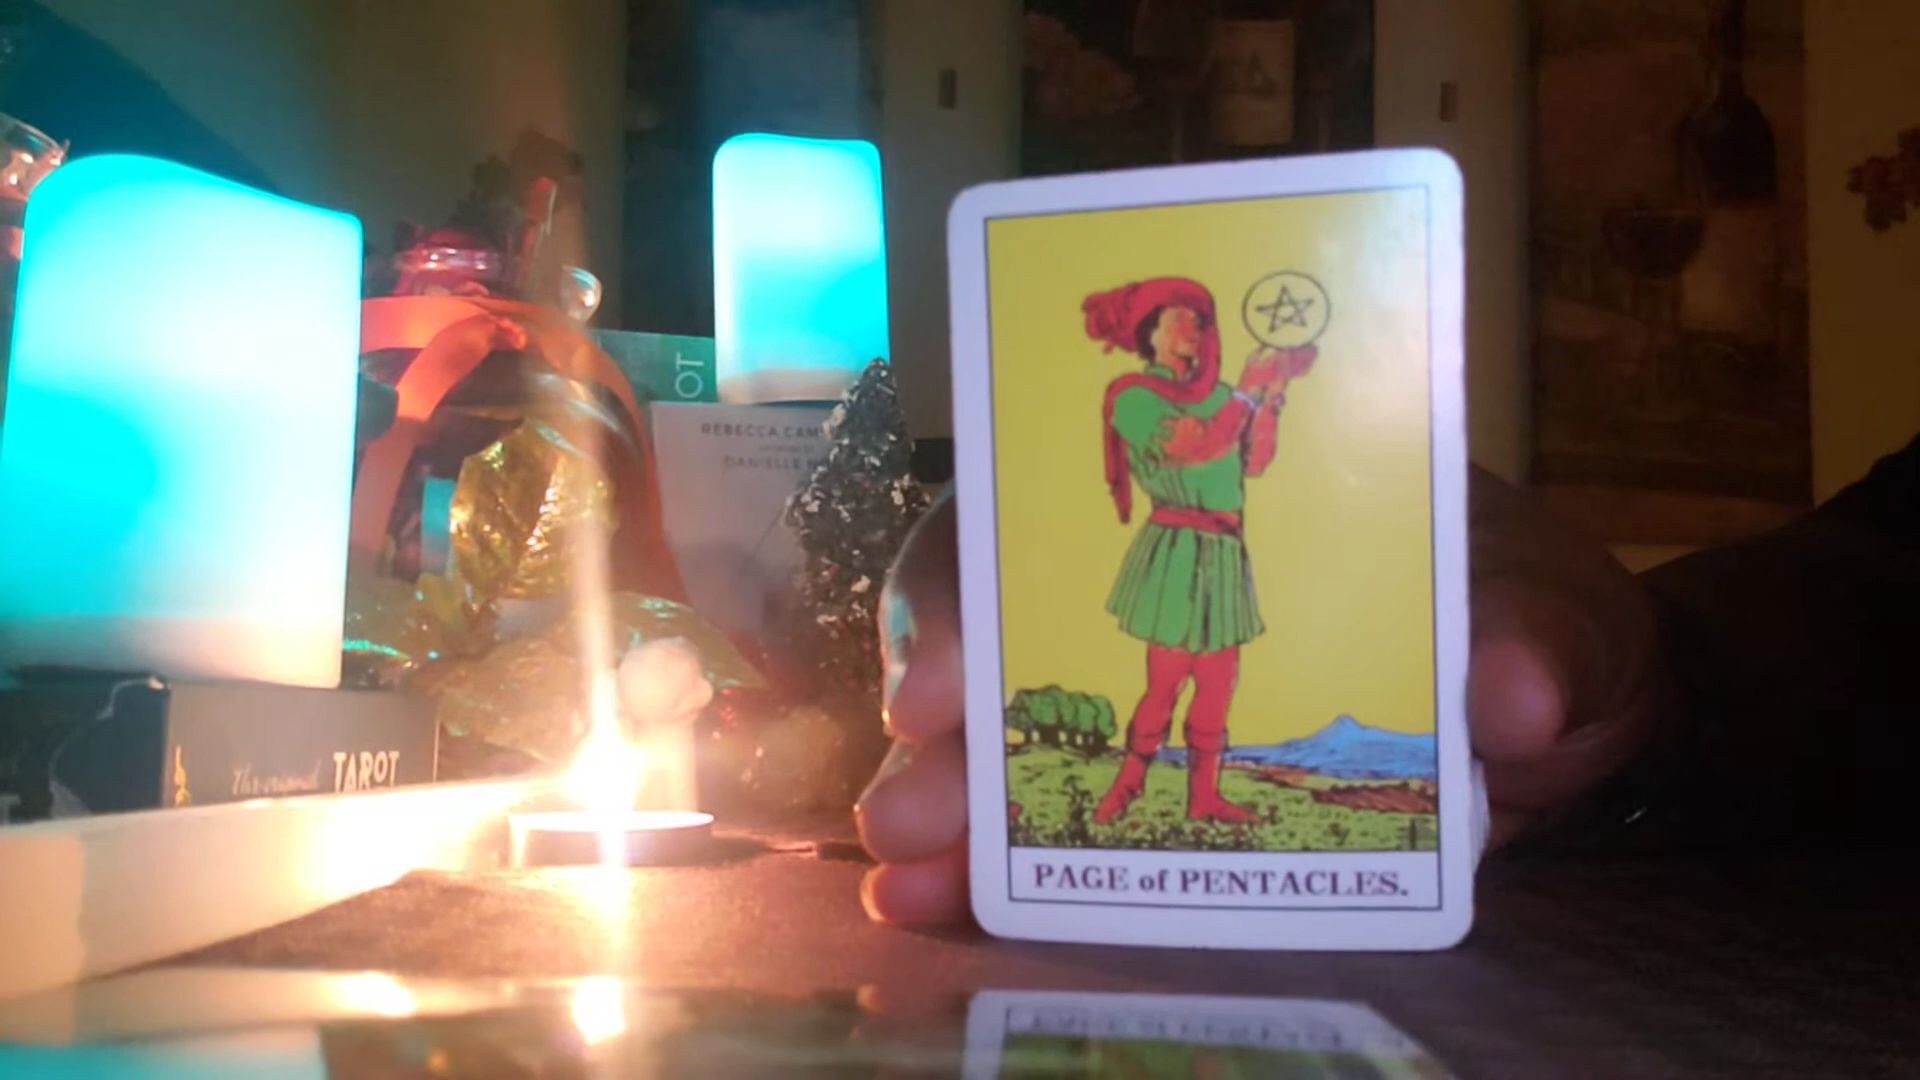 OT
REBECCA CAM
DANIELLE
The original TAROT
PAGE of PENTACLES.